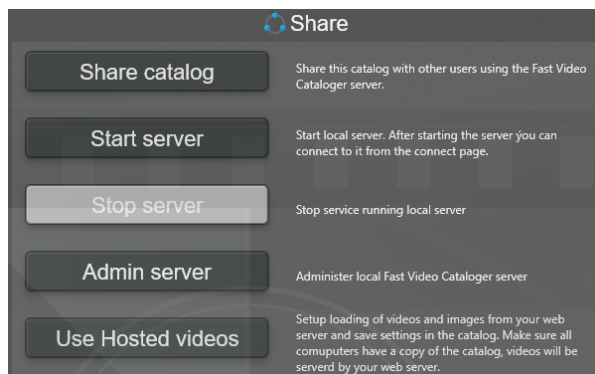 Share
Share catalog
Share this catalog with other users using the Fast Video
Cataloger server.
Start server
Start local server. After starting the server you can
connect to it from the connect page.
Stop server
Stop service running local server
Admin server
Administer local Fast Video Cataloger server
Use Hosted videos
Setup loading of videos and images from your web
server and save settings in the catalog. Make sure all
comuputers have a copy of the catalog, videos will be
serverd by your web server.